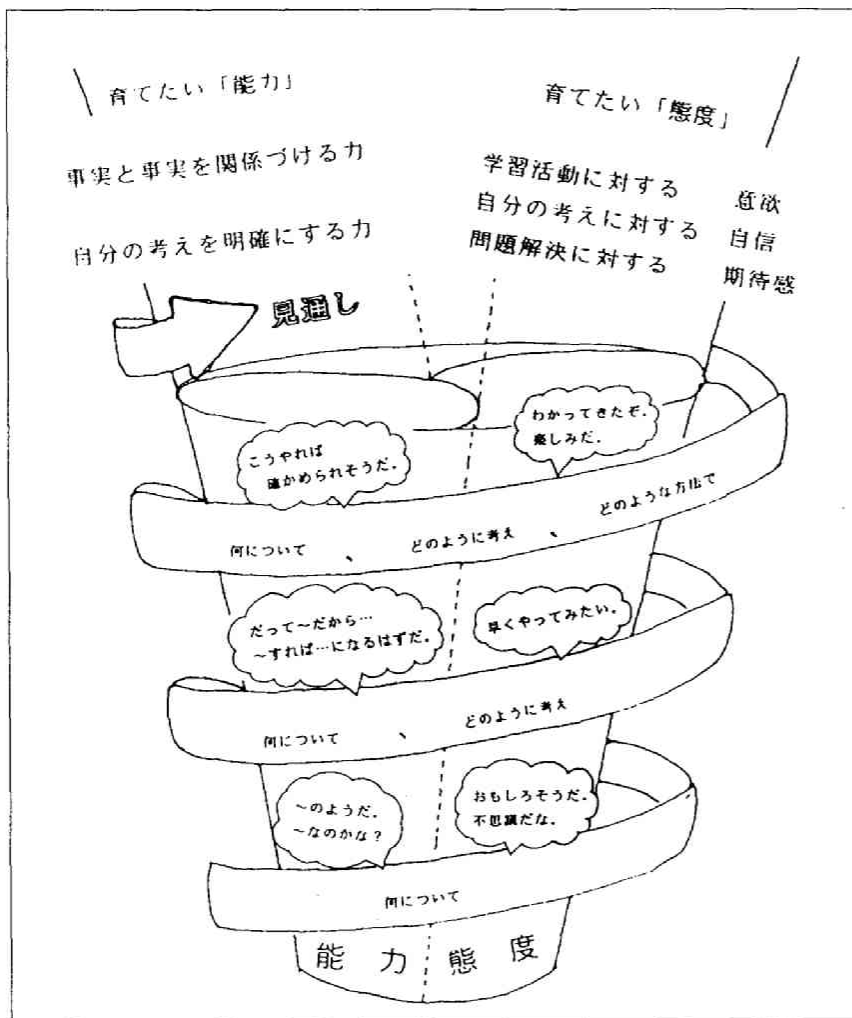 育てたい「能力」
事実と事実を関係づける力
自分の考えを明確にする力
育てたい「態度」
学習活動に対する 意欲
自分の考えに対する 自信
問題解決に対する 期待感
見通し
こうやれば
確かめられそうだ.
わかってきたぞ.
楽しみだ.
何について 、 どのように考え 、 どのような方法で
だって〜だから…
〜すれば…になるはずだ.
早くやってみたい.
何について 、 どのように考え
〜のようだ.
〜なのかな?
おもしろそうだ.
不思議だな.
何について
能力 態度